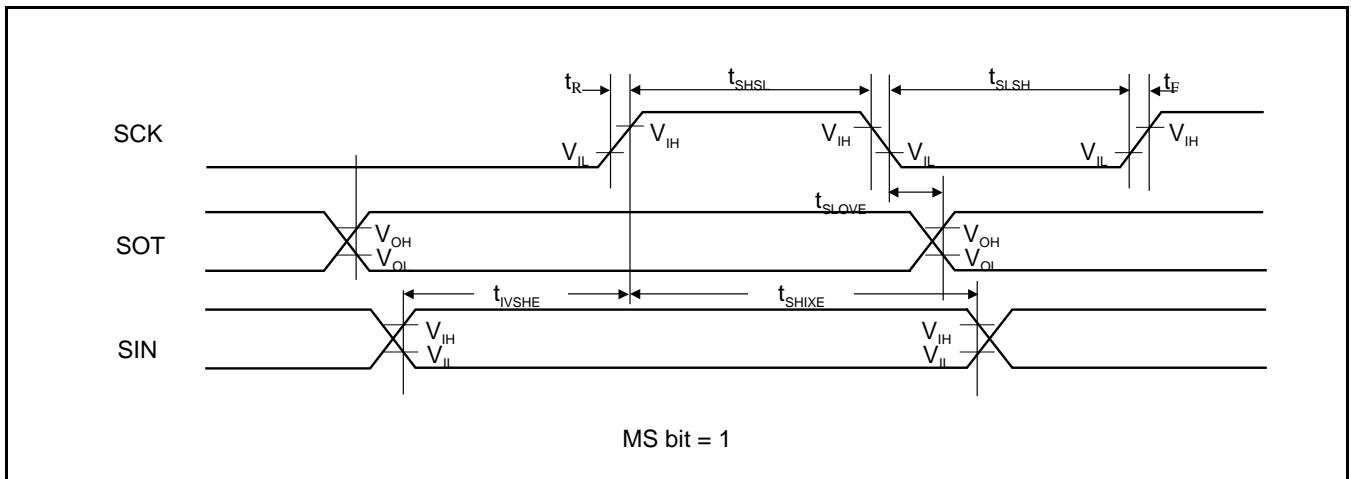 tR tSHSL tSLSH tF
SCK VIH VIH VIH
VIL VIL VIL
tSLOVE
SOT VOH VOH
VOL VOL
tIVSHE tSHIXE
SIN VIH VIH
VIL VIL
MS bit = 1